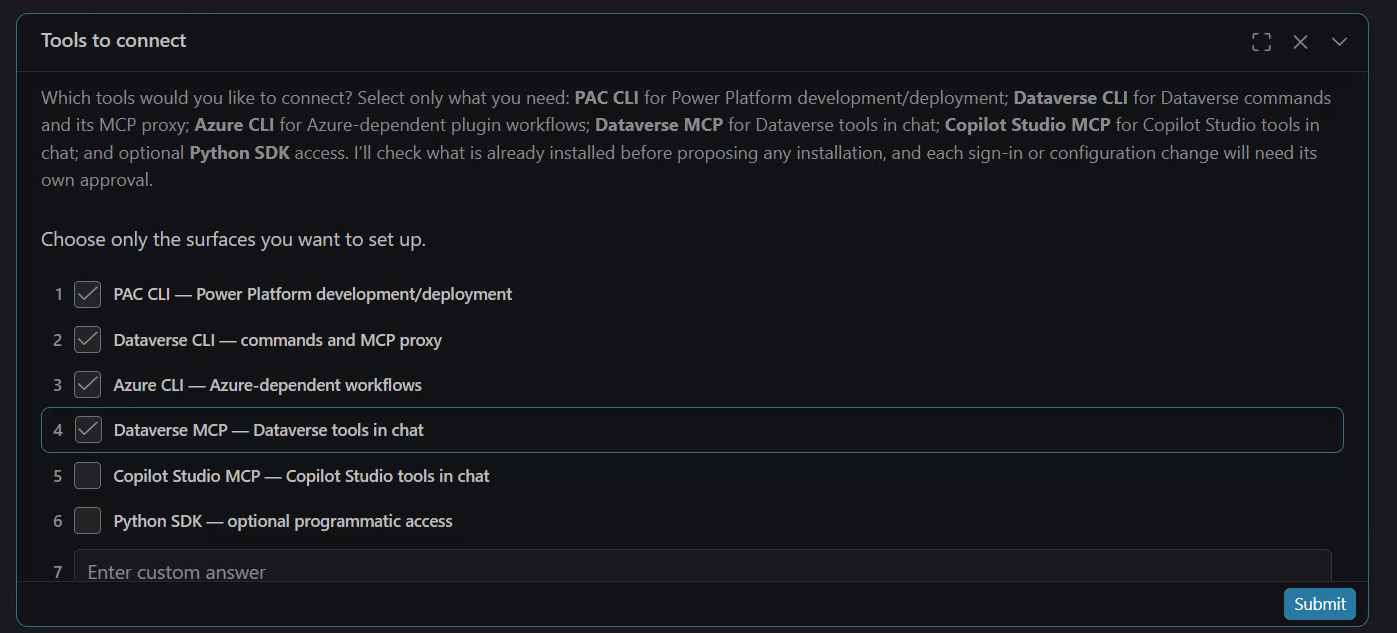 Tools to connect
Which tools would you like to connect? Select only what you need: PAC CLI for Power Platform development/deployment; Dataverse CLI for Dataverse commands
and its MCP proxy; Azure CLI for Azure-dependent plugin workflows; Dataverse MCP for Dataverse tools in chat; Copilot Studio MCP for Copilot Studio tools in
chat; and optional Python SDK access. I’ll check what is already installed before proposing any installation, and each sign-in or configuration change will need its
own approval.
Choose only the surfaces you want to set up.
1 PAC CLI — Power Platform development/deployment
2 Dataverse CLI — commands and MCP proxy
3 Azure CLI — Azure-dependent workflows
4 Dataverse MCP — Dataverse tools in chat
5 Copilot Studio MCP — Copilot Studio tools in chat
6 Python SDK — optional programmatic access
7 Enter custom answer
Submit